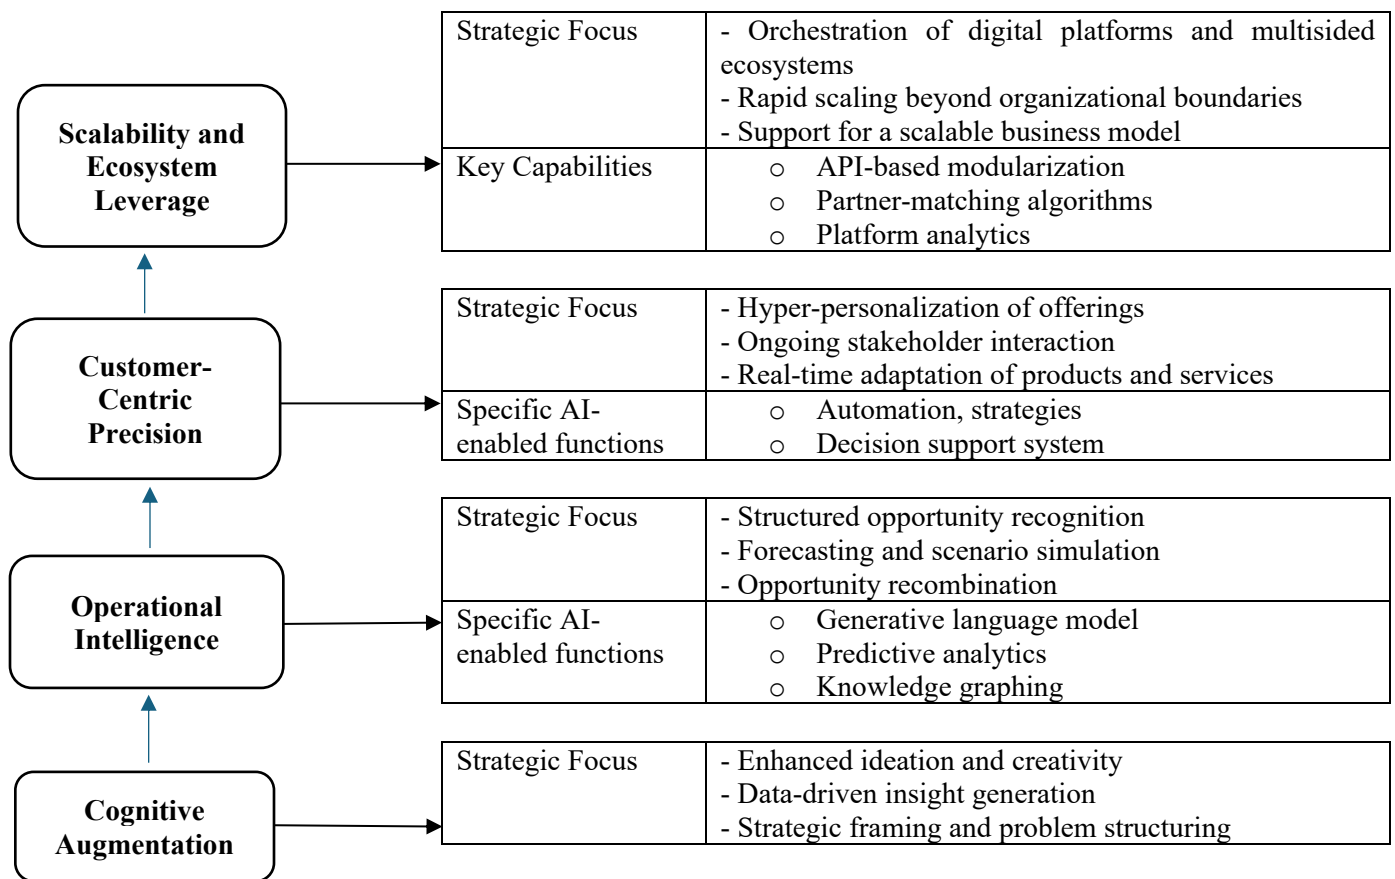 Scalability and
Ecosystem
Leverage
Strategic Focus
- Orchestration of digital platforms and multisided
ecosystems
- Rapid scaling beyond organizational boundaries
- Support for a scalable business model
Key Capabilities
o API-based modularization
o Partner-matching algorithms
o Platform analytics
Customer-
Centric
Precision
Strategic Focus
- Hyper-personalization of offerings
- Ongoing stakeholder interaction
- Real-time adaptation of products and services
Specific AI-
enabled functions
o Automation, strategies
o Decision support system
Operational
Intelligence
Strategic Focus
- Structured opportunity recognition
- Forecasting and scenario simulation
- Opportunity recombination
Specific AI-
enabled functions
o Generative language model
o Predictive analytics
o Knowledge graphing
Cognitive
Augmentation
Strategic Focus
- Enhanced ideation and creativity
- Data-driven insight generation
- Strategic framing and problem structuring